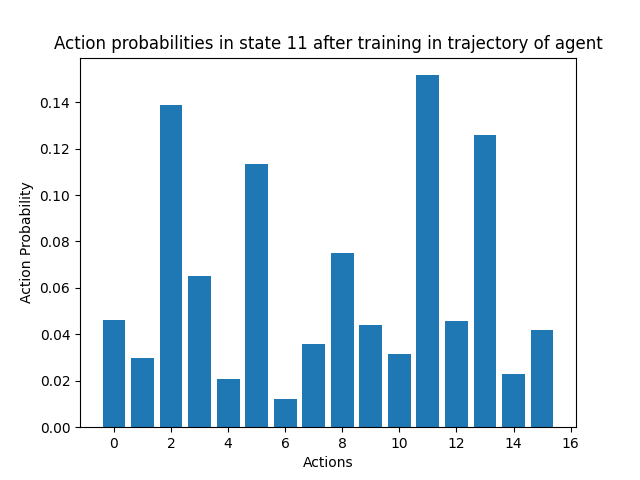 Action probabilities in state 11 after training in trajectory of agent
Action Probability
0.14
0.12
0.10
0.08
0.06
0.04
0.02
0.00
0 2 4 6 8 10 12 14 16
Actions